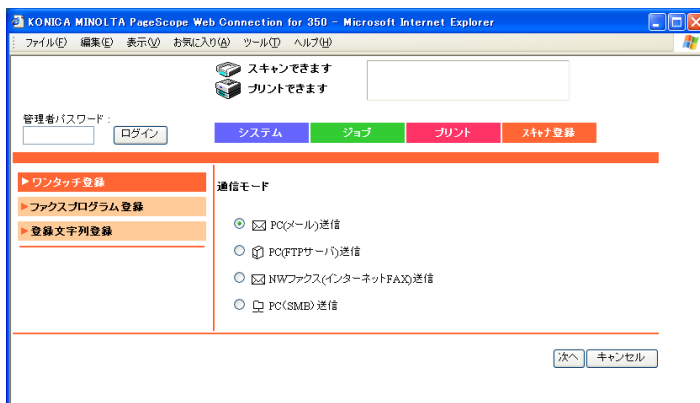 KONICA MINOLTA PageScope Web Connection for 350 - Microsoft Internet Explorer
ファイル(F) 編集(E) 表示(V) お気に入り(A) ツール(T) ヘルプ(H)
スキャンできます
プリントできます
管理者パスワード:
ログイン
システム ジョブ プリント スキャナ登録
ワンタッチ登録
ファクスプログラム登録
登録文字列登録
通信モード
PC(メール)送信
PC(FTPサーバ)送信
NWファクス(インターネットFAX)送信
PC(SMB)送信
次へ キャンセル